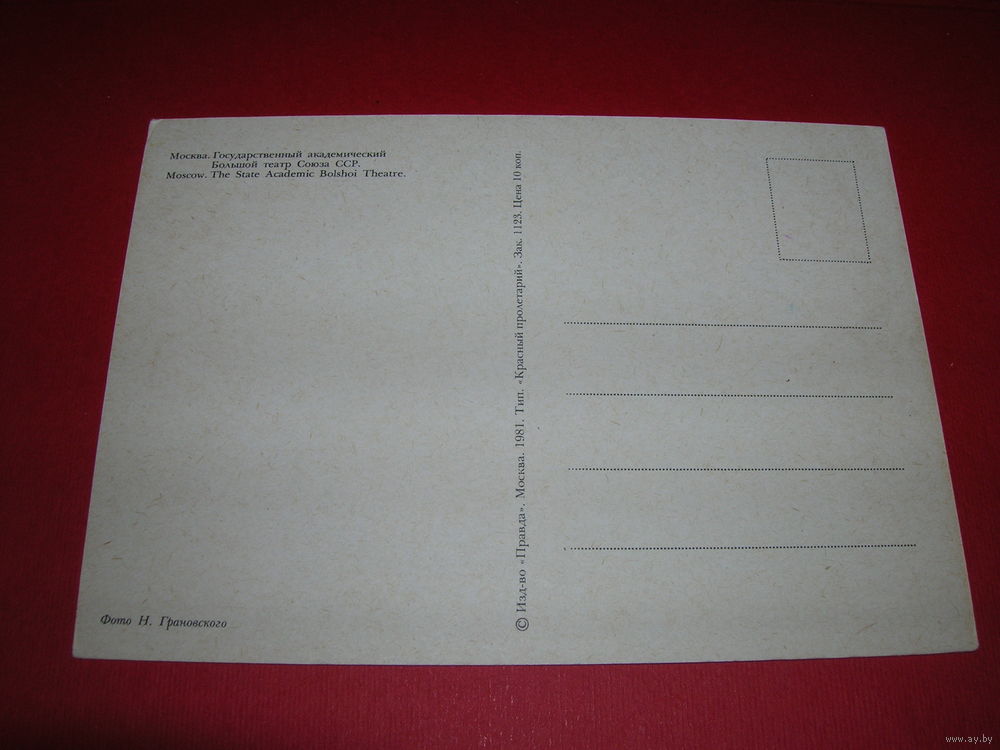 Москва. Государственный академический
Большой театр Союза ССР.
Moscow. The State Academic Bolshoi Theatre.
© Изд-во «Правда». Москва. 1981. Тип. «Красный пролетарий». Зак. 1123. Цена 10 коп.
Фото Н. Грановского
www.ay.by